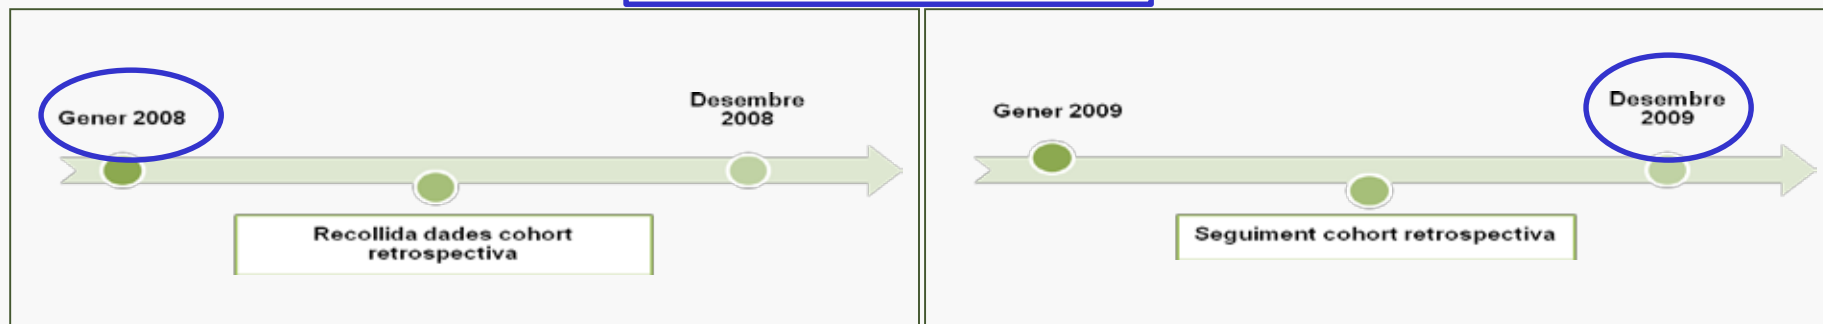 Gener 2008
Desembre
2008
Recollida dades cohort
retrospectiva
Gener 2009
Desembre
2009
Seguiment cohort retrospectiva